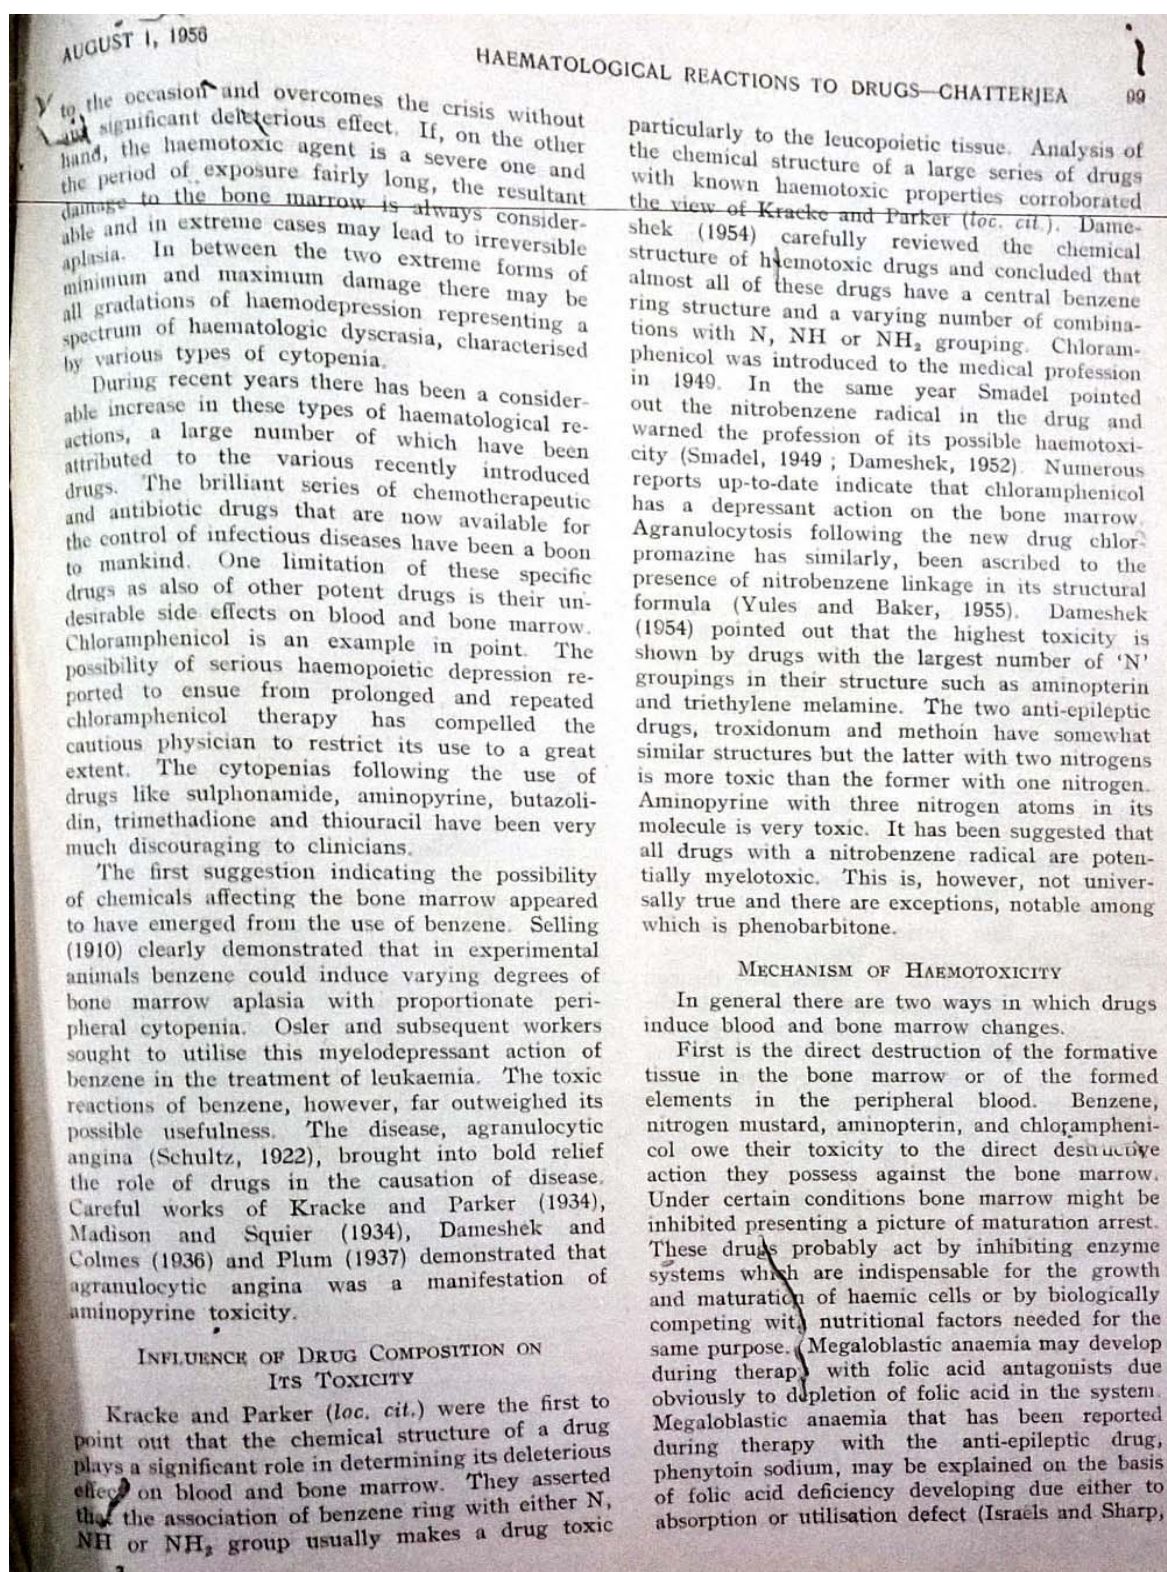 AUGUST 1, 1956
HAEMATOLOGICAL REACTIONS TO DRUGS—CHATTERJEA
99
to the occasion and overcomes the crisis without
significant deleterious effect. If, on the other
hand, the haemotoxic agent is a severe one and
the period of exposure fairly long, the resultant
damage to the bone marrow is always consider-
able and in extreme cases may lead to irreversible
aplasia. In between the two extreme forms of
minimum and maximum damage there may be
all gradations of haemodepression representing a
spectrum of haematologic dyscrasia, characterised
by various types of cytopenia.
During recent years there has been a consider-
able increase in these types of haematological re-
actions, a large number of which have been
attributed to the various recently introduced
drugs. The brilliant series of chemotherapeutic
and antibiotic drugs that are now available for
the control of infectious diseases have been a boon
to mankind. One limitation of these specific
drugs as also of other potent drugs is their un-
desirable side effects on blood and bone marrow.
Chloramphenicol is an example in point. The
possibility of serious haemopoietic depression re-
ported to ensue from prolonged and repeated
chloramphenicol therapy has compelled the
cautious physician to restrict its use to a great
extent. The cytopenias following the use of
drugs like sulphonamide, aminopyrine, butazoli-
din, trimethadione and thiouracil have been very
much discouraging to clinicians.
The first suggestion indicating the possibility
of chemicals affecting the bone marrow appeared
to have emerged from the use of benzene. Selling
(1910) clearly demonstrated that in experimental
animals benzene could induce varying degrees of
bone marrow aplasia with proportionate peri-
pheral cytopenia. Osler and subsequent workers
sought to utilise this myelodepressant action of
benzene in the treatment of leukaemia. The toxic
reactions of benzene, however, far outweighed its
possible usefulness. The disease, agranulocytic
angina (Schultz, 1922), brought into bold relief
the role of drugs in the causation of disease.
Careful works of Kracke and Parker (1934),
Madison and Squier (1934), Dameshek and
Colmes (1936) and Plum (1937) demonstrated that
agranulocytic angina was a manifestation of
aminopyrine toxicity.
INFLUENCE OF DRUG COMPOSITION ON
ITS TOXICITY
Kracke and Parker (loc. cit.) were the first to
point out that the chemical structure of a drug
plays a significant role in determining its deleterious
effect on blood and bone marrow. They asserted
that the association of benzene ring with either N,
NH or NH₂ group usually makes a drug toxic
particularly to the leucopoietic tissue. Analysis of
the chemical structure of a large series of drugs
with known haemotoxic properties corroborated
the view of Kracke and Parker (loc. cit.). Dame-
shek (1954) carefully reviewed the chemical
structure of haemotoxic drugs and concluded that
almost all of these drugs have a central benzene
ring structure and a varying number of combina-
tions with N, NH or NH₂ grouping. Chloram-
phenicol was introduced to the medical profession
in 1949. In the same year Smadel pointed
out the nitrobenzene radical in the drug and
warned the profession of its possible haemotoxi-
city (Smadel, 1949 ; Dameshek, 1952). Numerous
reports up-to-date indicate that chloramphenicol
has a depressant action on the bone marrow.
Agranulocytosis following the new drug chlor-
promazine has similarly, been ascribed to the
presence of nitrobenzene linkage in its structural
formula (Yules and Baker, 1955). Dameshek
(1954) pointed out that the highest toxicity is
shown by drugs with the largest number of ‘N’
groupings in their structure such as aminopterin
and triethylene melamine. The two anti-epileptic
drugs, troxidonum and methoin have somewhat
similar structures but the latter with two nitrogens
is more toxic than the former with one nitrogen.
Aminopyrine with three nitrogen atoms in its
molecule is very toxic. It has been suggested that
all drugs with a nitrobenzene radical are poten-
tially myelotoxic. This is, however, not univer-
sally true and there are exceptions, notable among
which is phenobarbitone.
MECHANISM OF HAEMOTOXICITY
In general there are two ways in which drugs
induce blood and bone marrow changes.
First is the direct destruction of the formative
tissue in the bone marrow or of the formed
elements in the peripheral blood. Benzene,
nitrogen mustard, aminopterin, and chlorampheni-
col owe their toxicity to the direct destructive
action they possess against the bone marrow.
Under certain conditions bone marrow might be
inhibited presenting a picture of maturation arrest.
These drugs probably act by inhibiting enzyme
systems which are indispensable for the growth
and maturation of haemic cells or by biologically
competing with nutritional factors needed for the
same purpose. Megaloblastic anaemia may develop
during therapy with folic acid antagonists due
obviously to depletion of folic acid in the system.
Megaloblastic anaemia that has been reported
during therapy with the anti-epileptic drug,
phenytoin sodium, may be explained on the basis
of folic acid deficiency developing due either to
absorption or utilisation defect (Israels and Sharp,